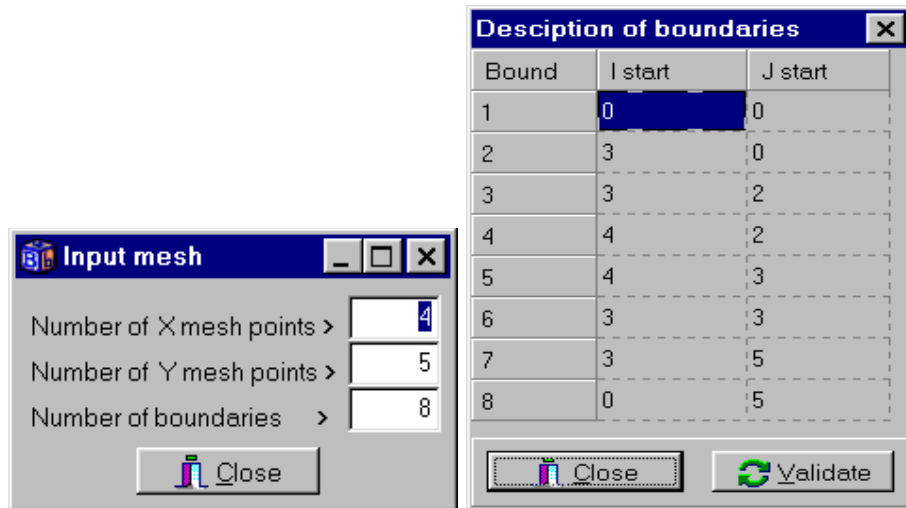 Input mesh
Number of X mesh points > 4
Number of Y mesh points > 5
Number of boundaries > 8
Close
Desciption of boundaries
Bound I start J start
1 0 0
2 3 0
3 3 2
4 4 2
5 4 3
6 3 3
7 3 5
8 0 5
Close Validate